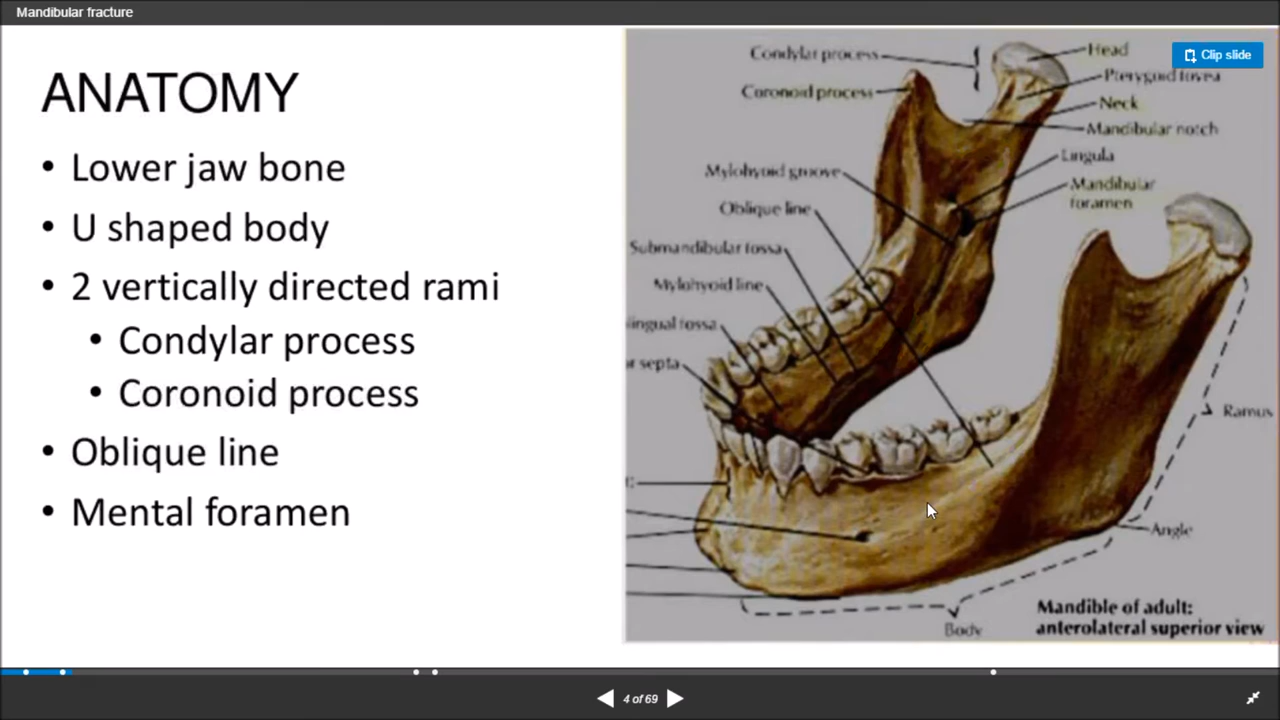 Mandibular fracture
Clip slide
ANATOMY
• Lower jaw bone
• U shaped body
• 2 vertically directed rami
• Condylar process
• Coronoid process
• Oblique line
• Mental foramen
Condylar process
Head
Pterygoid fovea
Coronoid process
Neck
Mandibular notch
Lingula
Mylohyoid groove
Mandibular
foramen
Oblique line
Submandibular fossa
Mylohyoid line
lingual fossa
septa
Ramus
Angle
Body
Mandible of adult:
anterolateral superior view
4 of 69